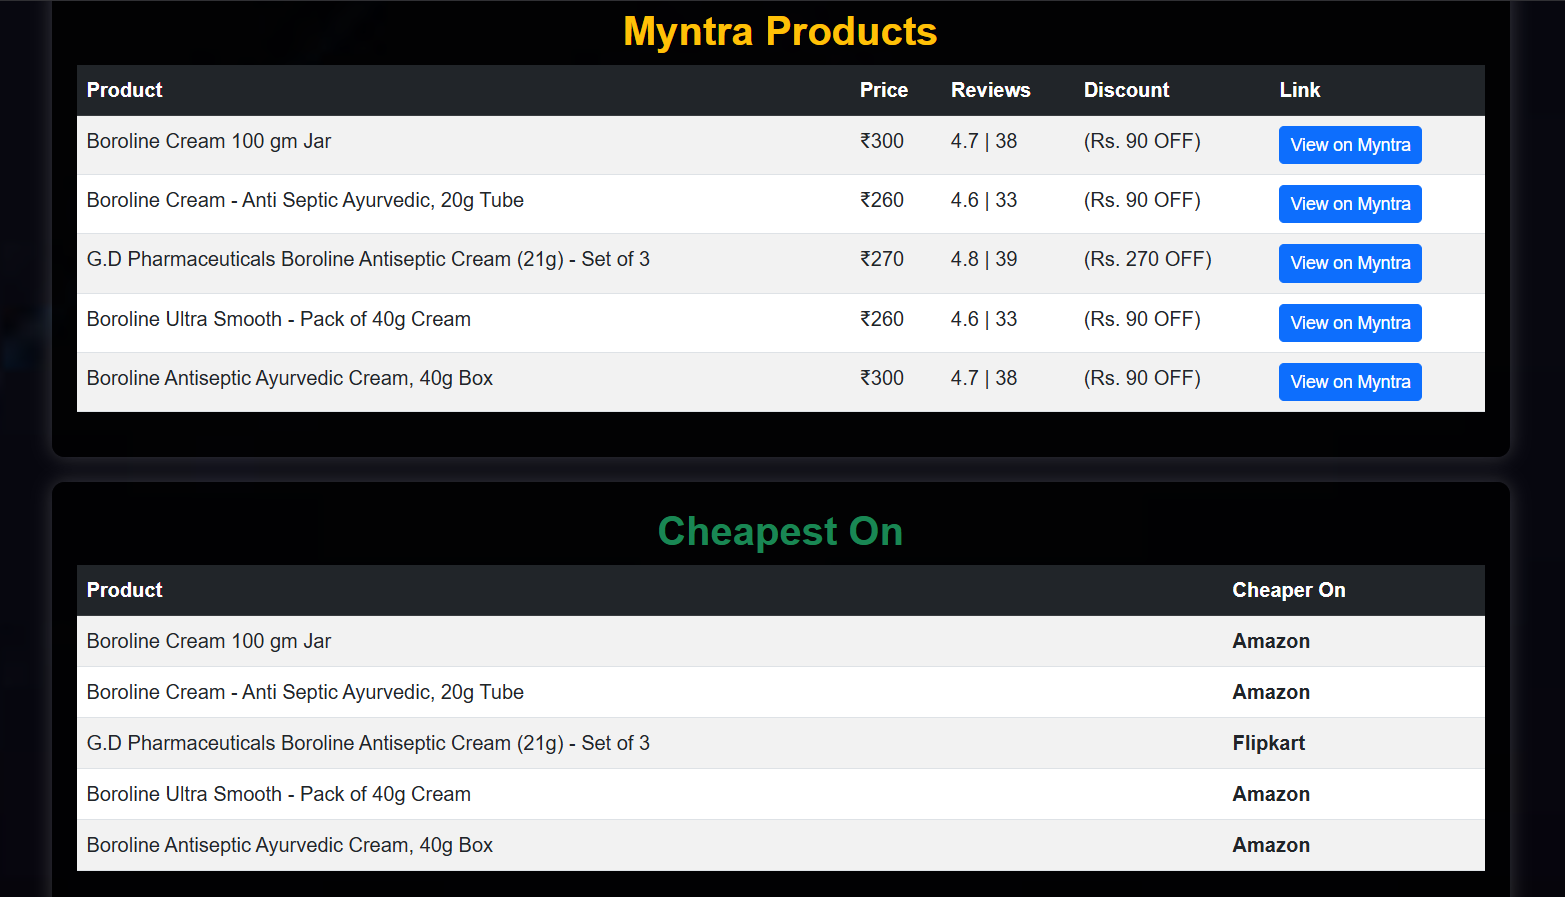 Myntra Products
Product Price Reviews Discount Link
Boroline Cream 100 gm Jar ₹300 4.7 | 38 (Rs. 90 OFF) View on Myntra
Boroline Cream - Anti Septic Ayurvedic, 20g Tube ₹260 4.6 | 33 (Rs. 90 OFF) View on Myntra
G.D Pharmaceuticals Boroline Antiseptic Cream (21g) - Set of 3 ₹270 4.8 | 39 (Rs. 270 OFF) View on Myntra
Boroline Ultra Smooth - Pack of 40g Cream ₹260 4.6 | 33 (Rs. 90 OFF) View on Myntra
Boroline Antiseptic Ayurvedic Cream, 40g Box ₹300 4.7 | 38 (Rs. 90 OFF) View on Myntra
Cheapest On
Product Cheaper On
Boroline Cream 100 gm Jar Amazon
Boroline Cream - Anti Septic Ayurvedic, 20g Tube Amazon
G.D Pharmaceuticals Boroline Antiseptic Cream (21g) - Set of 3 Flipkart
Boroline Ultra Smooth - Pack of 40g Cream Amazon
Boroline Antiseptic Ayurvedic Cream, 40g Box Amazon